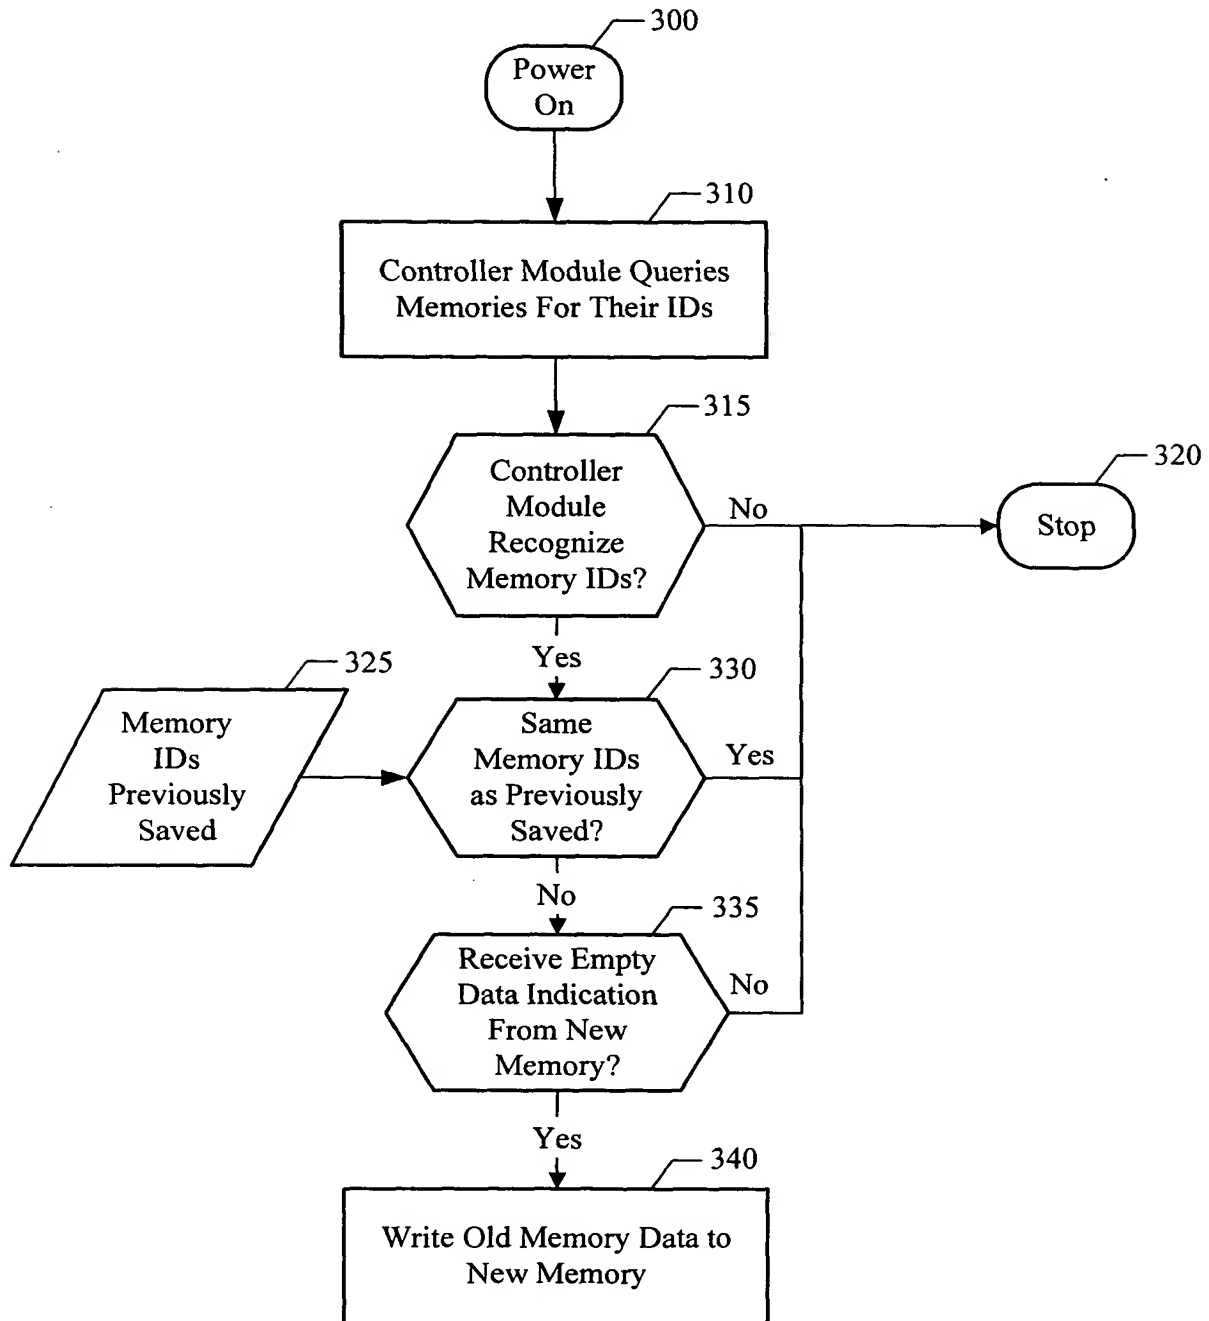 300
Power
On
310
Controller Module Queries
Memories For Their IDs
315
Controller
Module
Recognize
Memory IDs?
No
320
Stop
Yes
325
Memory
IDs
Previously
Saved
330
Same
Memory IDs
as Previously
Saved?
Yes
No
335
Receive Empty
Data Indication
From New
Memory?
No
Yes
340
Write Old Memory Data to
New Memory